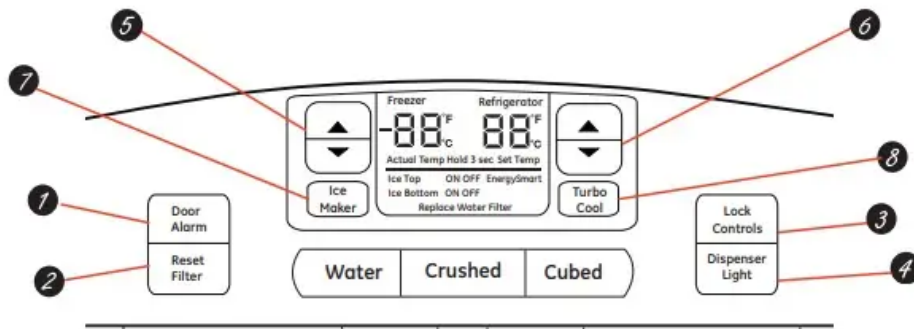 5
6
7
Freezer Refrigerator
-88°F °C 88°F °C
Actual Temp Hold 3 sec Set Temp
Ice Top ON OFF EnergySmart
Ice Bottom ON OFF
Replace Water Filter
Ice
Maker
Turbo
Cool
8
1
Door
Alarm
Reset
Filter
2
Water Crushed Cubed
Lock
Controls
3
Dispenser
Light
4